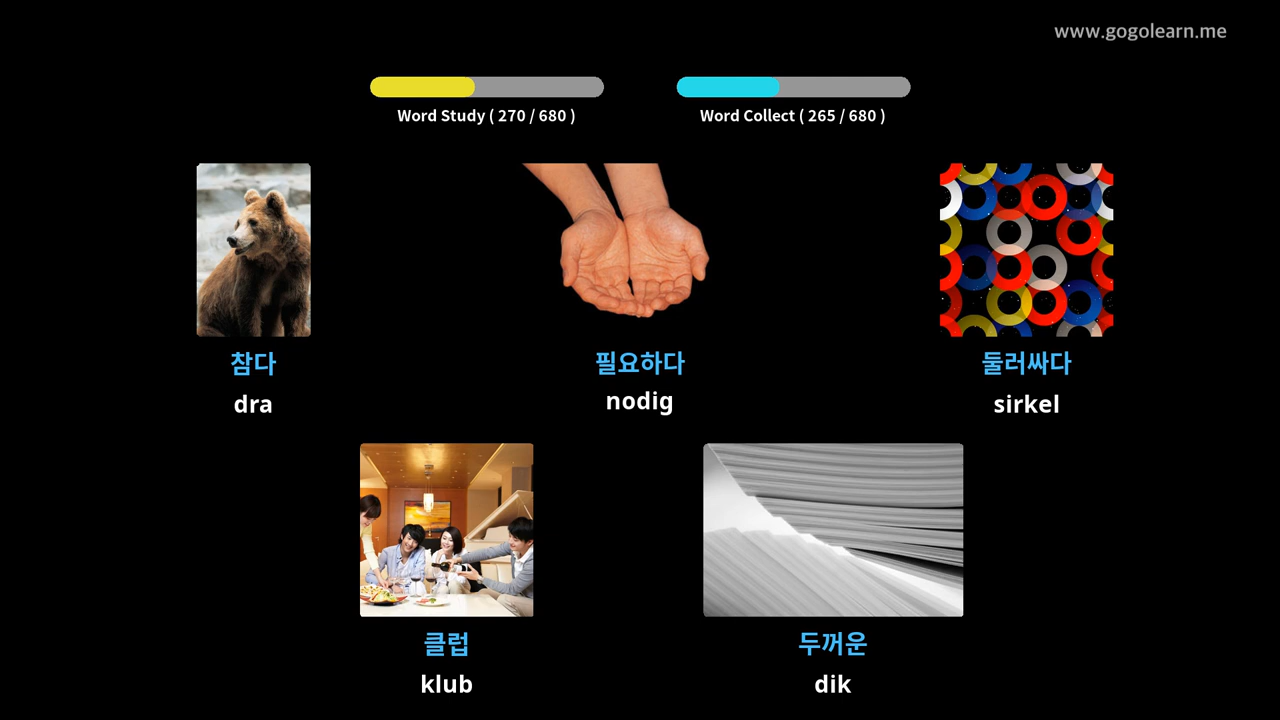 www.gogolearn.me
Word Study ( 270 / 680 )
Word Collect ( 265 / 680 )
참다
dra
필요하다
nodig
둘러싸다
sirkel
클럽
klub
두꺼운
dik